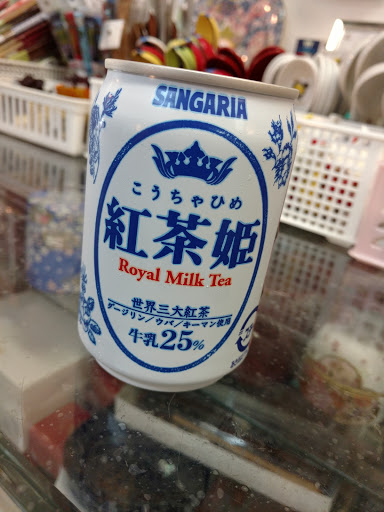 SANGARIA
こうちゃひめ
紅茶姫
Royal Milk Tea
世界三大紅茶
ダージリン/ウバ/キーマン使用
牛乳25%